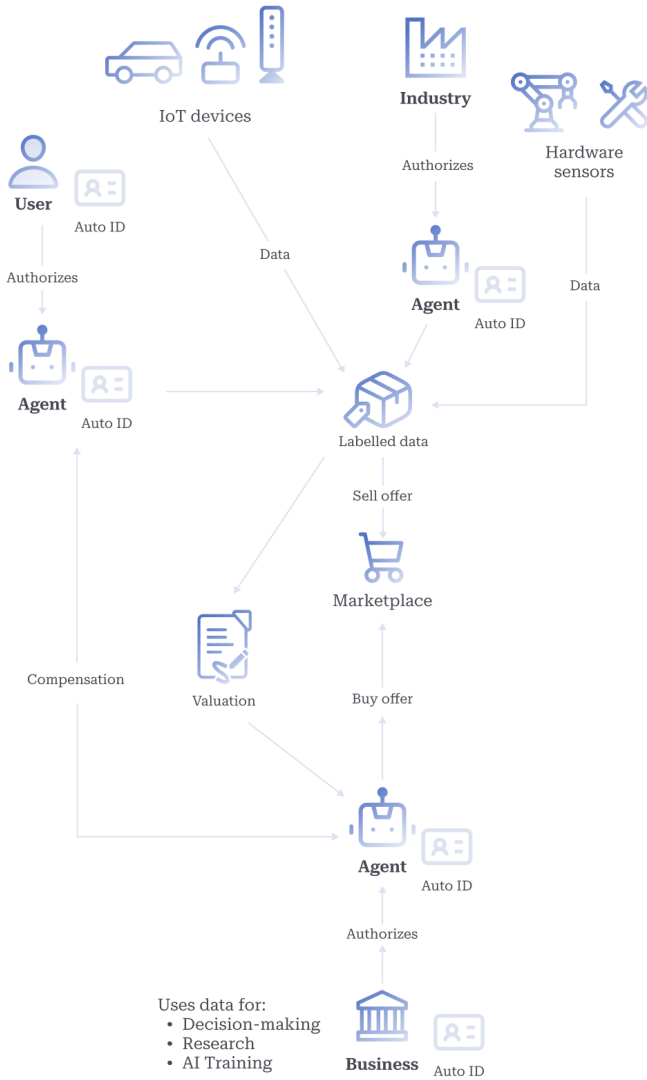 IoT devices
Industry
Hardware
sensors
Authorizes
User
Auto ID
Data
Authorizes
Data
Agent
Auto ID
Agent
Auto ID
Labelled data
Sell offer
Marketplace
Compensation
Valuation
Buy offer
Agent
Auto ID
Authorizes
Uses data for:
• Decision-making
• Research
• AI Training
Business
Auto ID